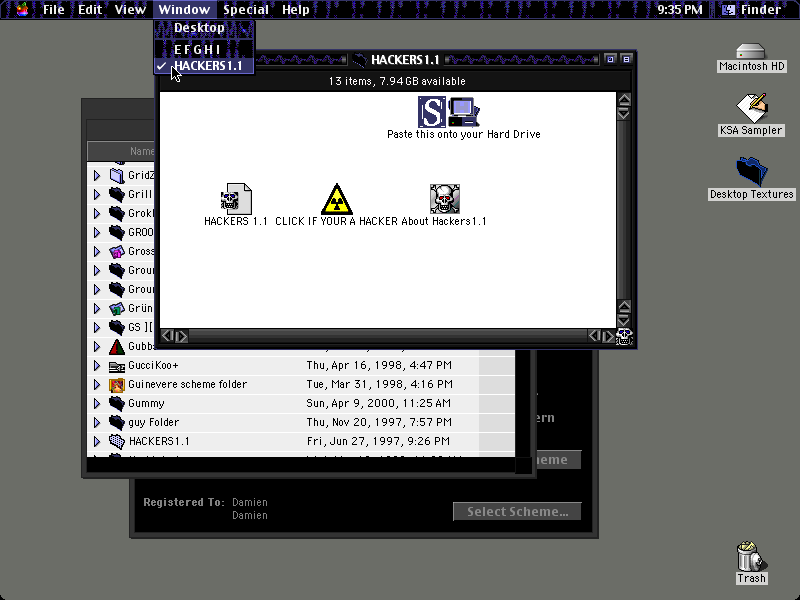 File Edit View Window Special Help 9:35 PM Finder
Desktop
E F G H I
HACKERS1.1
HACKERS1.1
13 items, 7.94 GB available
Paste this onto your Hard Drive
HACKERS 1.1
CLICK IF YOUR A HACKER
About Hackers1.1
Macintosh HD
KSA Sampler
Desktop Textures
Name
GridZ
Grill
Grok
GROO
Gross
Grour
Grour
Grün
GS ][
Gubb
GucciKoo+ Thu, Apr 16, 1998, 4:47 PM
Guinevere scheme folder Tue, Mar 31, 1998, 4:16 PM
Gummy Sun, Apr 9, 2000, 11:25 AM
guy Folder Thu, Nov 20, 1997, 7:57 PM
HACKERS1.1 Fri, Jun 27, 1997, 9:26 PM
ern
heme
Registered To: Damien
Damien
Select Scheme...
Trash